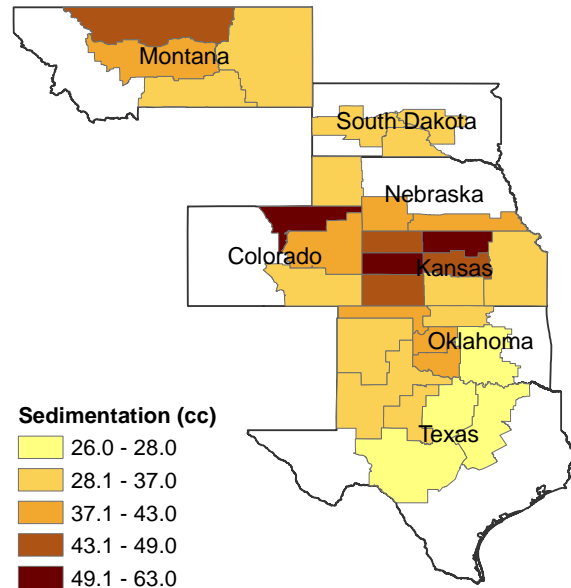 Montana
South Dakota
Nebraska
Colorado
Kansas
Oklahoma
Texas
Sedimentation (cc)
26.0 - 28.0
28.1 - 37.0
37.1 - 43.0
43.1 - 49.0
49.1 - 63.0